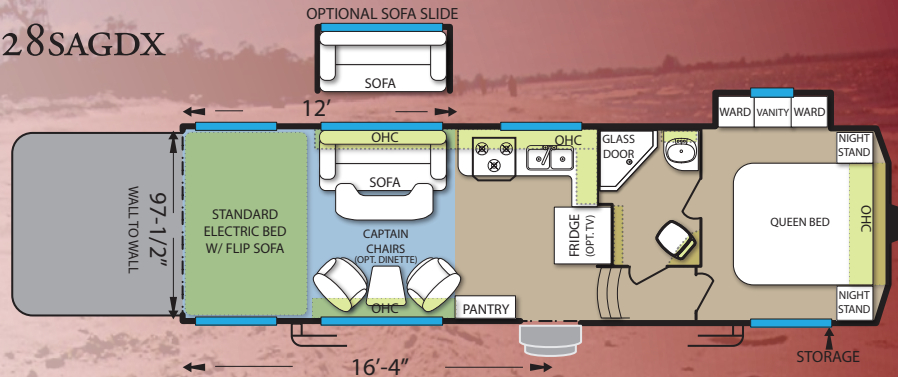 28SAGDX
OPTIONAL SOFA SLIDE
SOFA
12'
WARD
VANITY
WARD
OHC
OHC
GLASS
DOOR
NIGHT
STAND
SOFA
97-1/2"
WALL TO WALL
STANDARD
ELECTRIC BED
W/ FLIP SOFA
CAPTAIN
CHAIRS
(OPT. DINETTE)
FRIDGE
(OPT. TV)
QUEEN BED
OHC
OHC
PANTRY
NIGHT
STAND
STORAGE
16'-4"